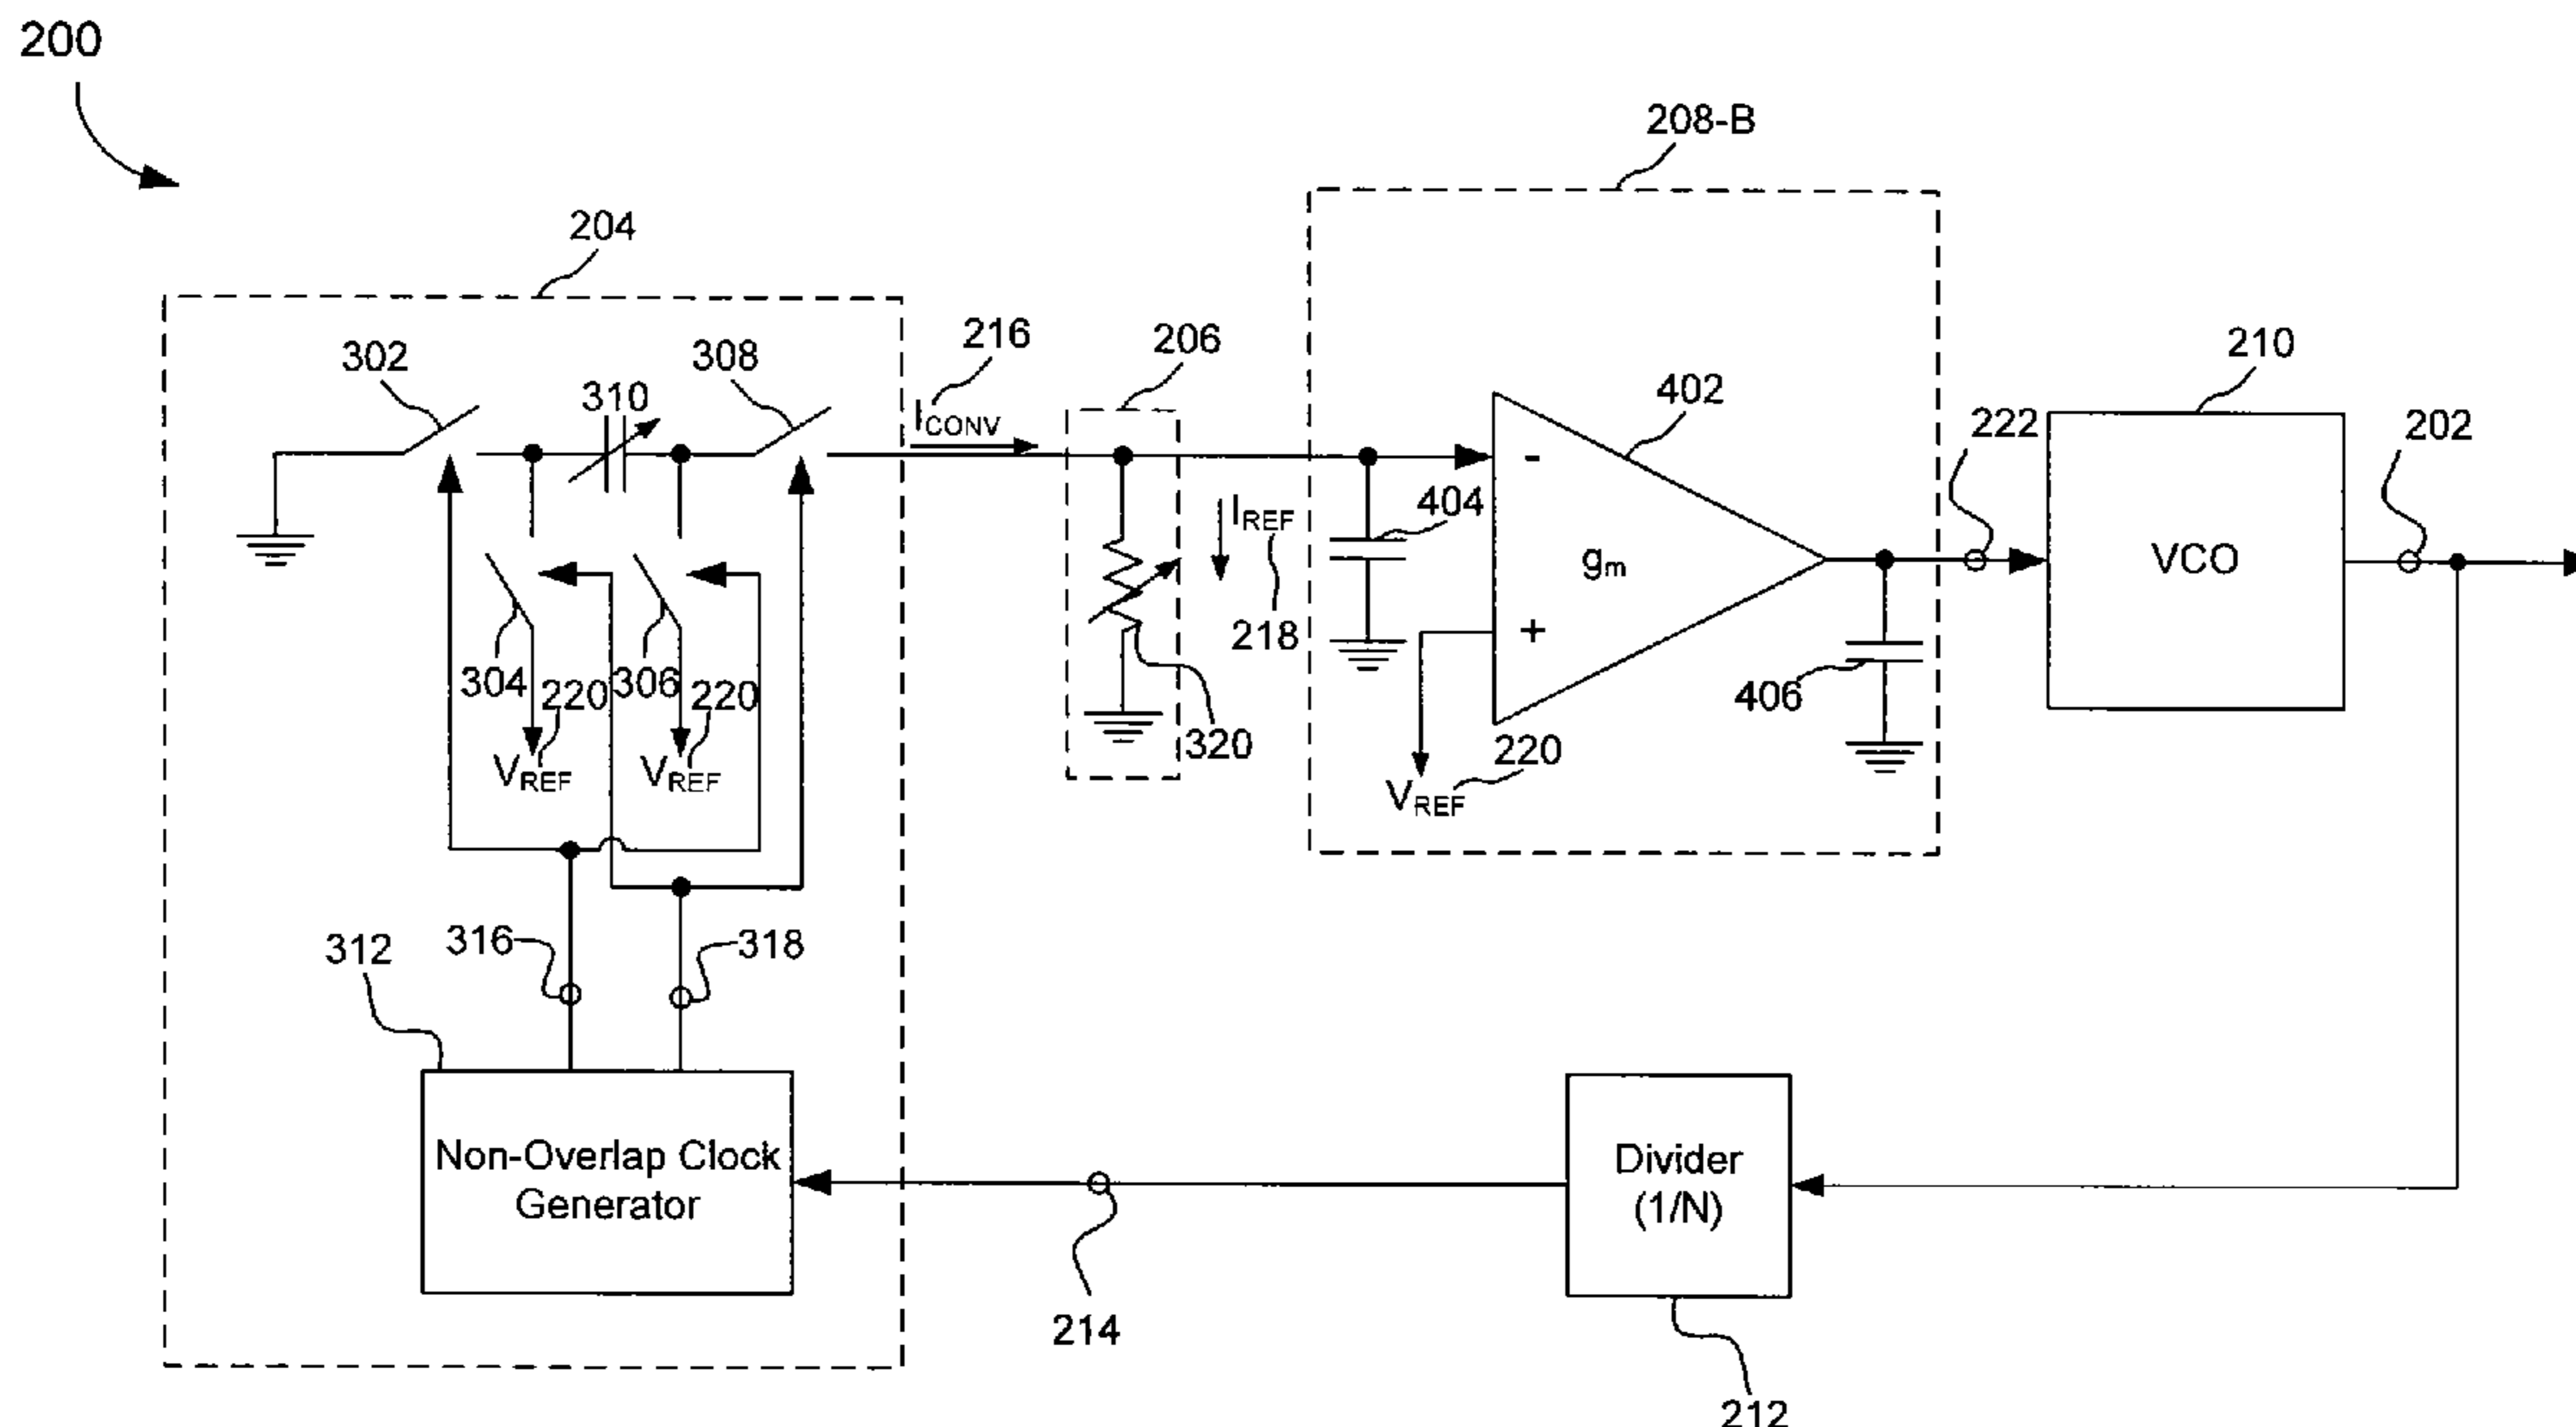 200
208-B
204
210
216
206
302
308
402
310
I_CONV
222
202
-
404
I_REF
g_m
VCO
+
218
304
220
306
220
406
320
220
V_REF
V_REF
V_REF
316
318
312
Non-Overlap Clock
Generator
Divider
(1/N)
214
212